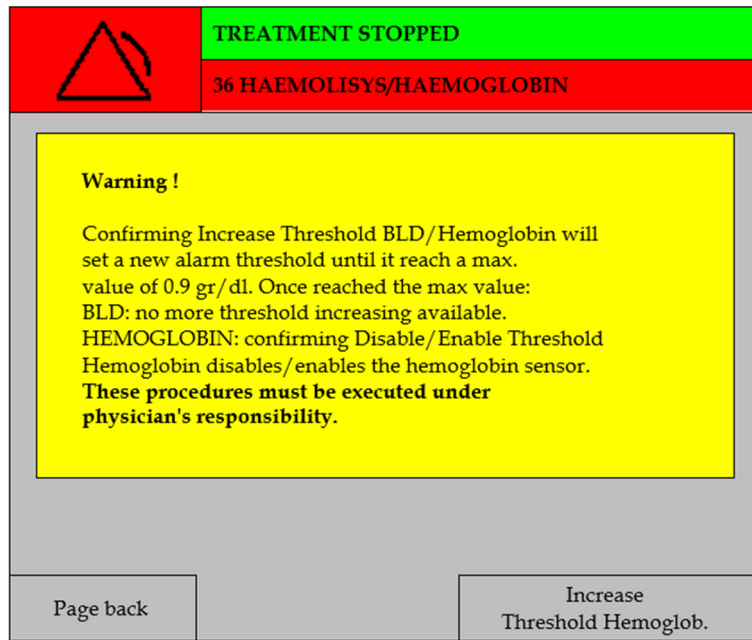 TREATMENT STOPPED
36 HAEMOLISYS/HAEMOGLOBIN
Warning !
Confirming Increase Threshold BLD/Hemoglobin will
set a new alarm threshold until it reach a max.
value of 0.9 gr/dl. Once reached the max value:
BLD: no more threshold increasing available.
HEMOGLOBIN: confirming Disable/Enable Threshold
Hemoglobin disables/enables the hemoglobin sensor.
These procedures must be executed under
physician's responsibility.
Page back
Increase
Threshold Hemoglob.